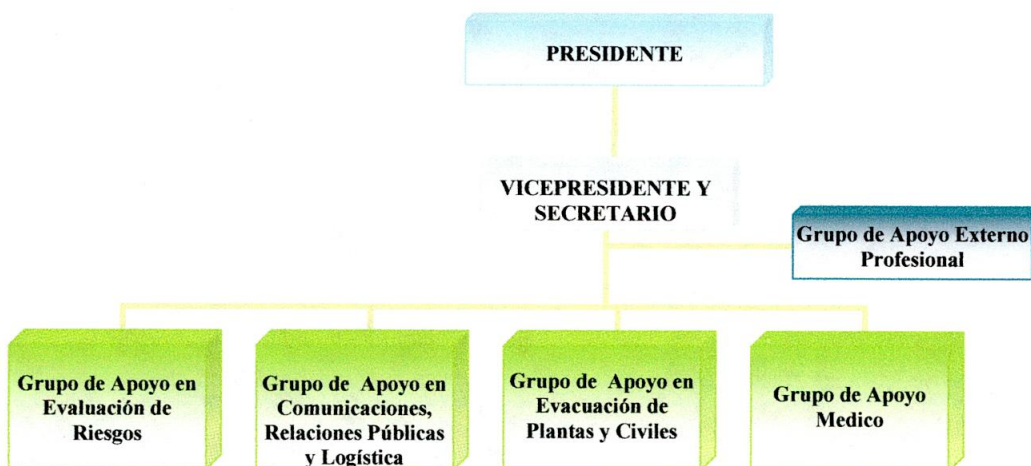 PRESIDENTE
VICEPRESIDENTE Y
SECRETARIO
Grupo de Apoyo Externo
Profesional
Grupo de Apoyo en
Evaluación de
Riesgos
Grupo de Apoyo en
Comunicaciones,
Relaciones Públicas
y Logística
Grupo de Apoyo en
Evacuación de
Plantas y Civiles
Grupo de Apoyo
Medico